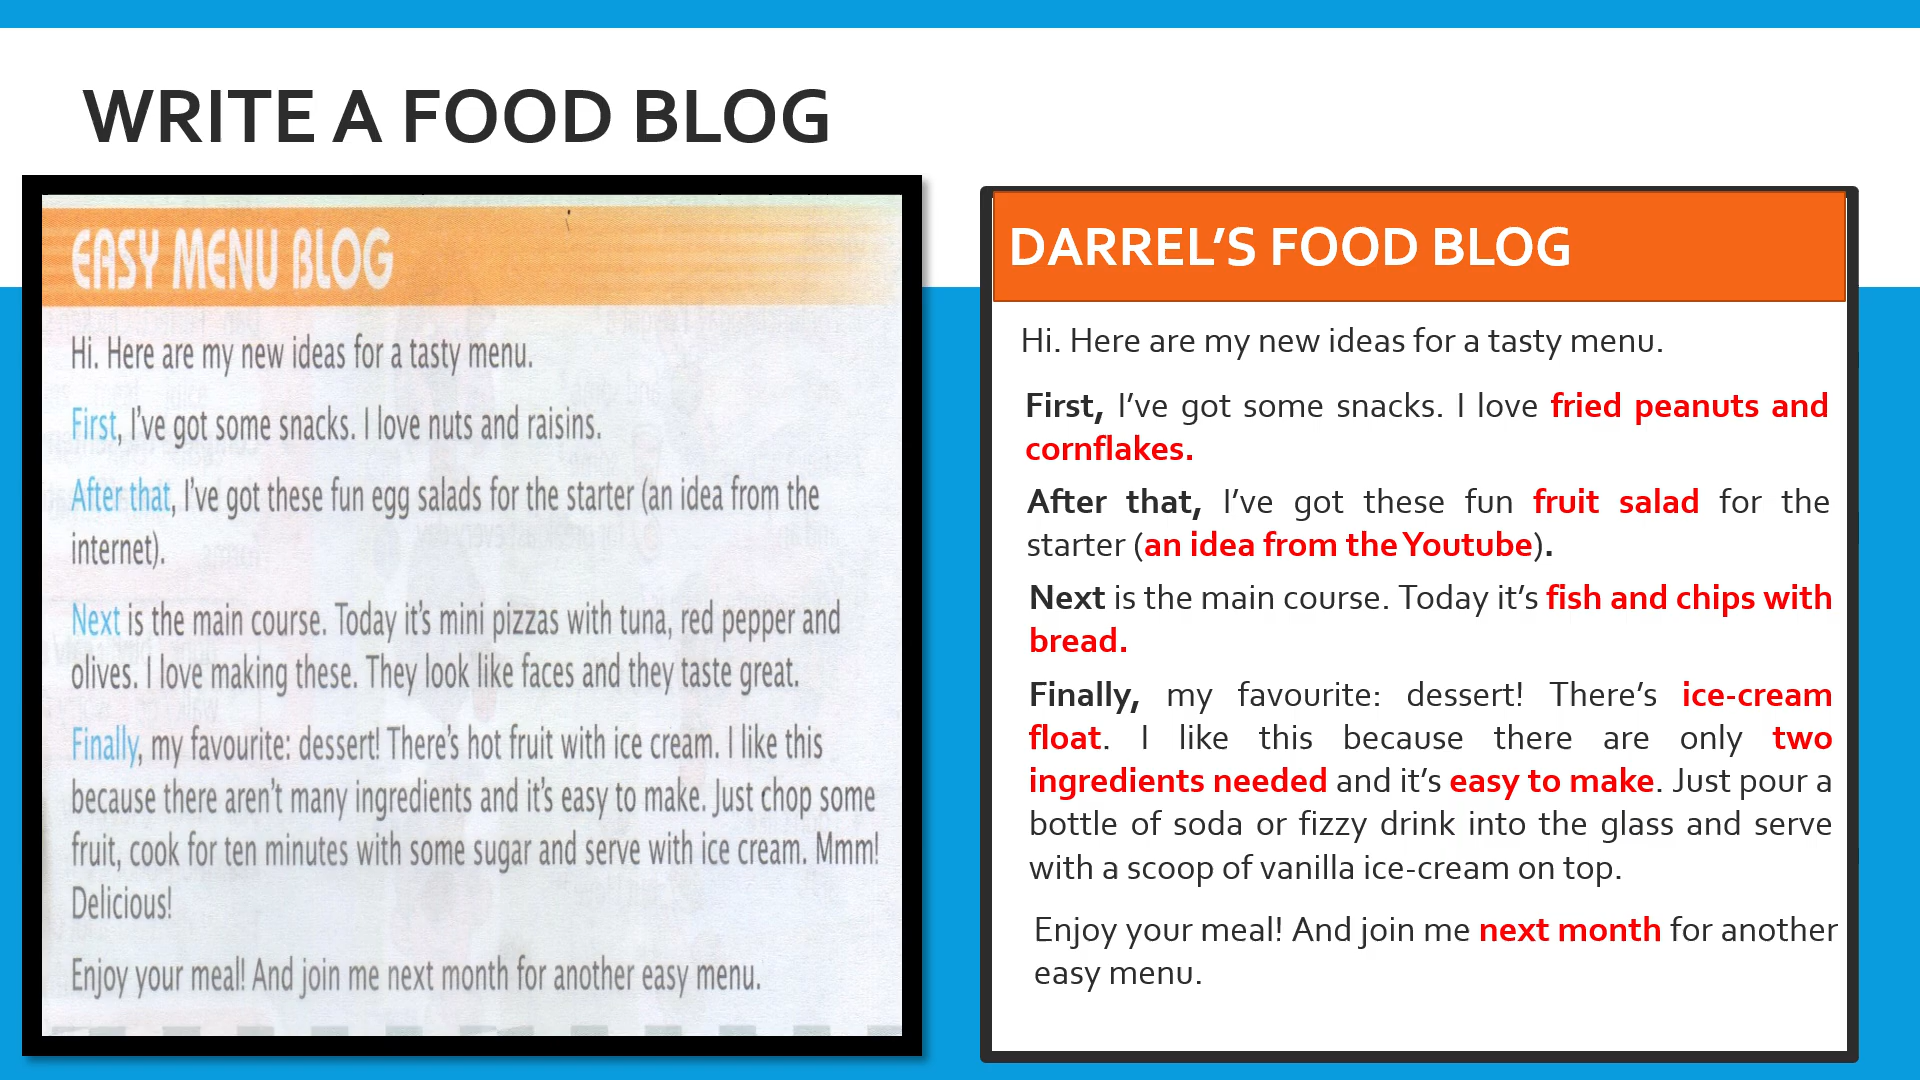 WRITE A FOOD BLOG
EASY MENU BLOG
Hi. Here are my new ideas for a tasty menu.
First, I've got some snacks. I love nuts and raisins.
After that, I've got these fun egg salads for the starter (an idea from the
internet).
Next is the main course. Today it's mini pizzas with tuna, red pepper and
olives. I love making these. They look like faces and they taste great.
Finally, my favourite: dessert! There's hot fruit with ice cream. I like this
because there aren't many ingredients and it's easy to make. Just chop some
fruit, cook for ten minutes with some sugar and serve with ice cream. Mmm!
Delicious!
Enjoy your meal! And join me next month for another easy menu.
DARREL'S FOOD BLOG
Hi. Here are my new ideas for a tasty menu.
First, I've got some snacks. I love fried peanuts and
cornflakes.
After that, I've got these fun fruit salad for the
starter (an idea from the Youtube).
Next is the main course. Today it's fish and chips with
bread.
Finally, my favourite: dessert! There's ice-cream
float. I like this because there are only two
ingredients needed and it's easy to make. Just pour a
bottle of soda or fizzy drink into the glass and serve
with a scoop of vanilla ice-cream on top.
Enjoy your meal! And join me next month for another
easy menu.